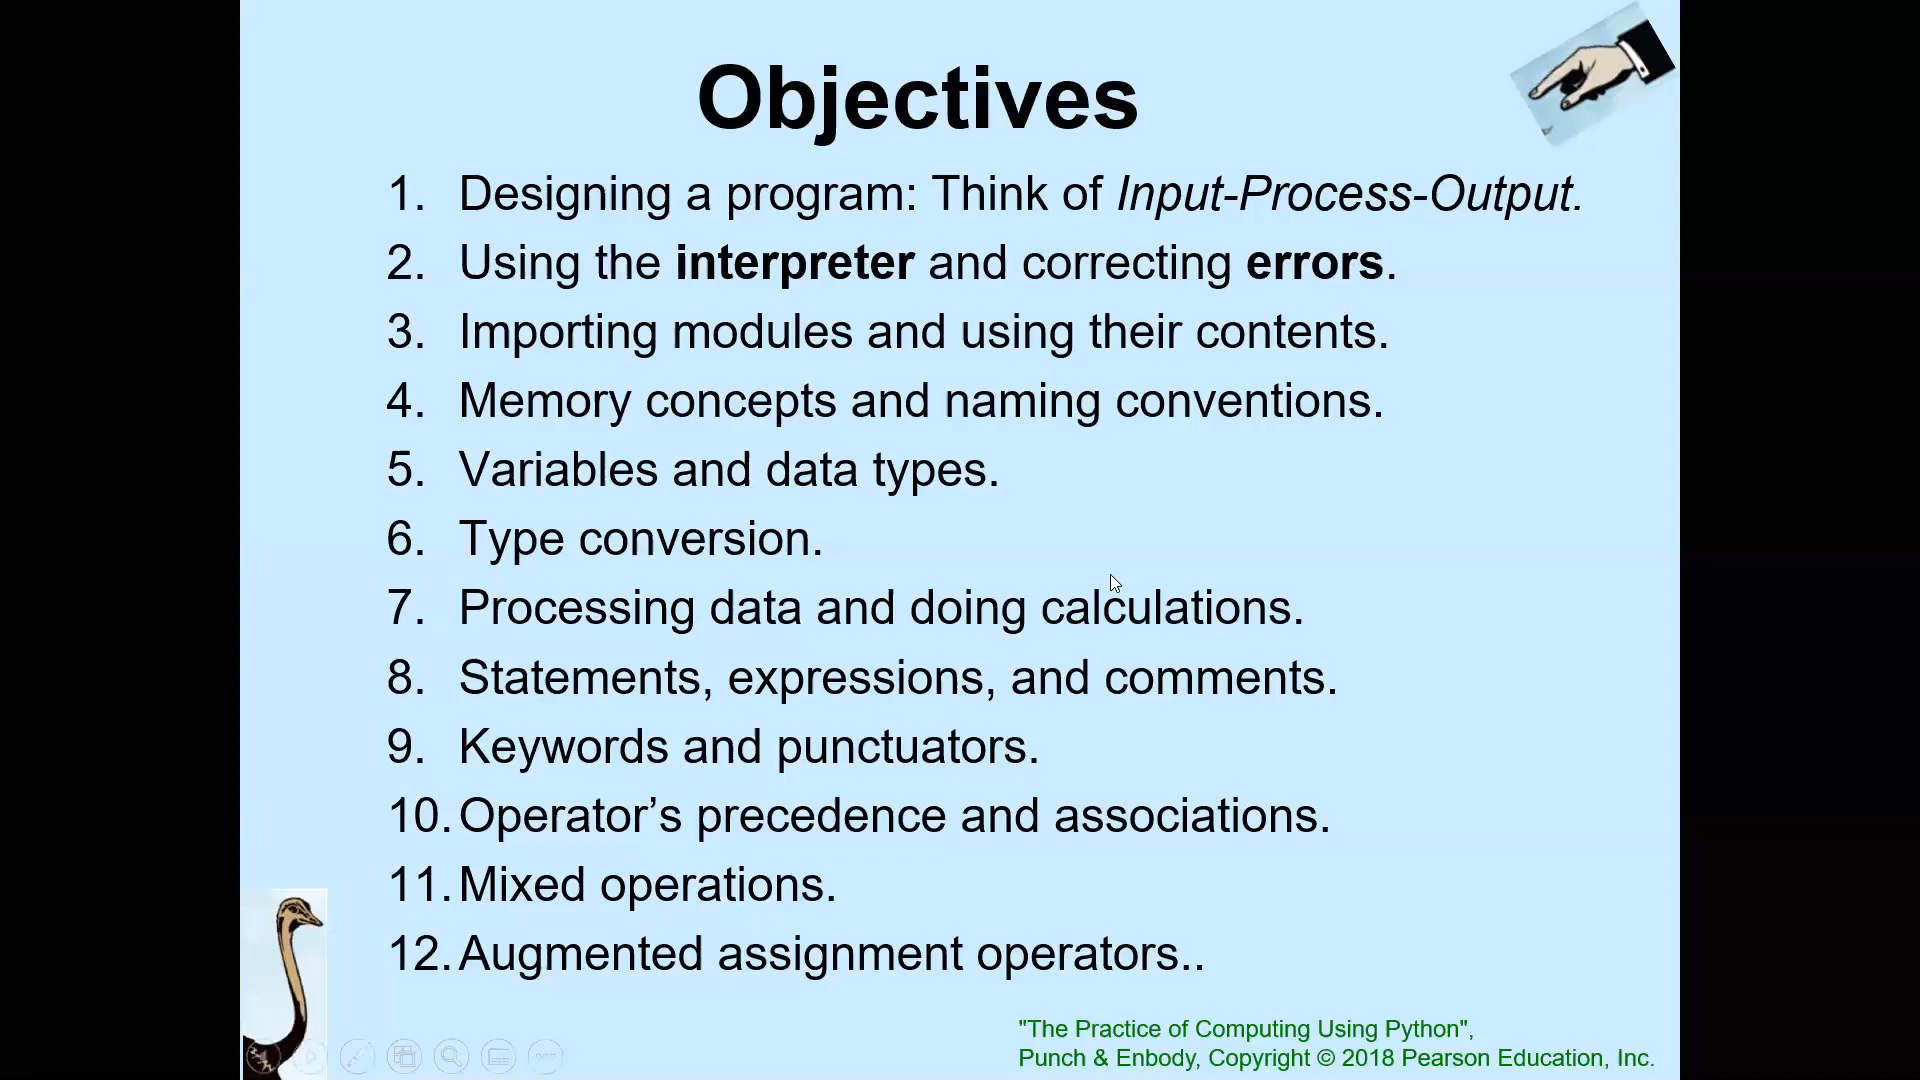 Objectives
1. Designing a program: Think of Input-Process-Output.
2. Using the interpreter and correcting errors.
3. Importing modules and using their contents.
4. Memory concepts and naming conventions.
5. Variables and data types.
6. Type conversion.
7. Processing data and doing calculations.
8. Statements, expressions, and comments.
9. Keywords and punctuators.
10. Operator’s precedence and associations.
11. Mixed operations.
12. Augmented assignment operators..
"The Practice of Computing Using Python",
Punch & Enbody, Copyright © 2018 Pearson Education, Inc.